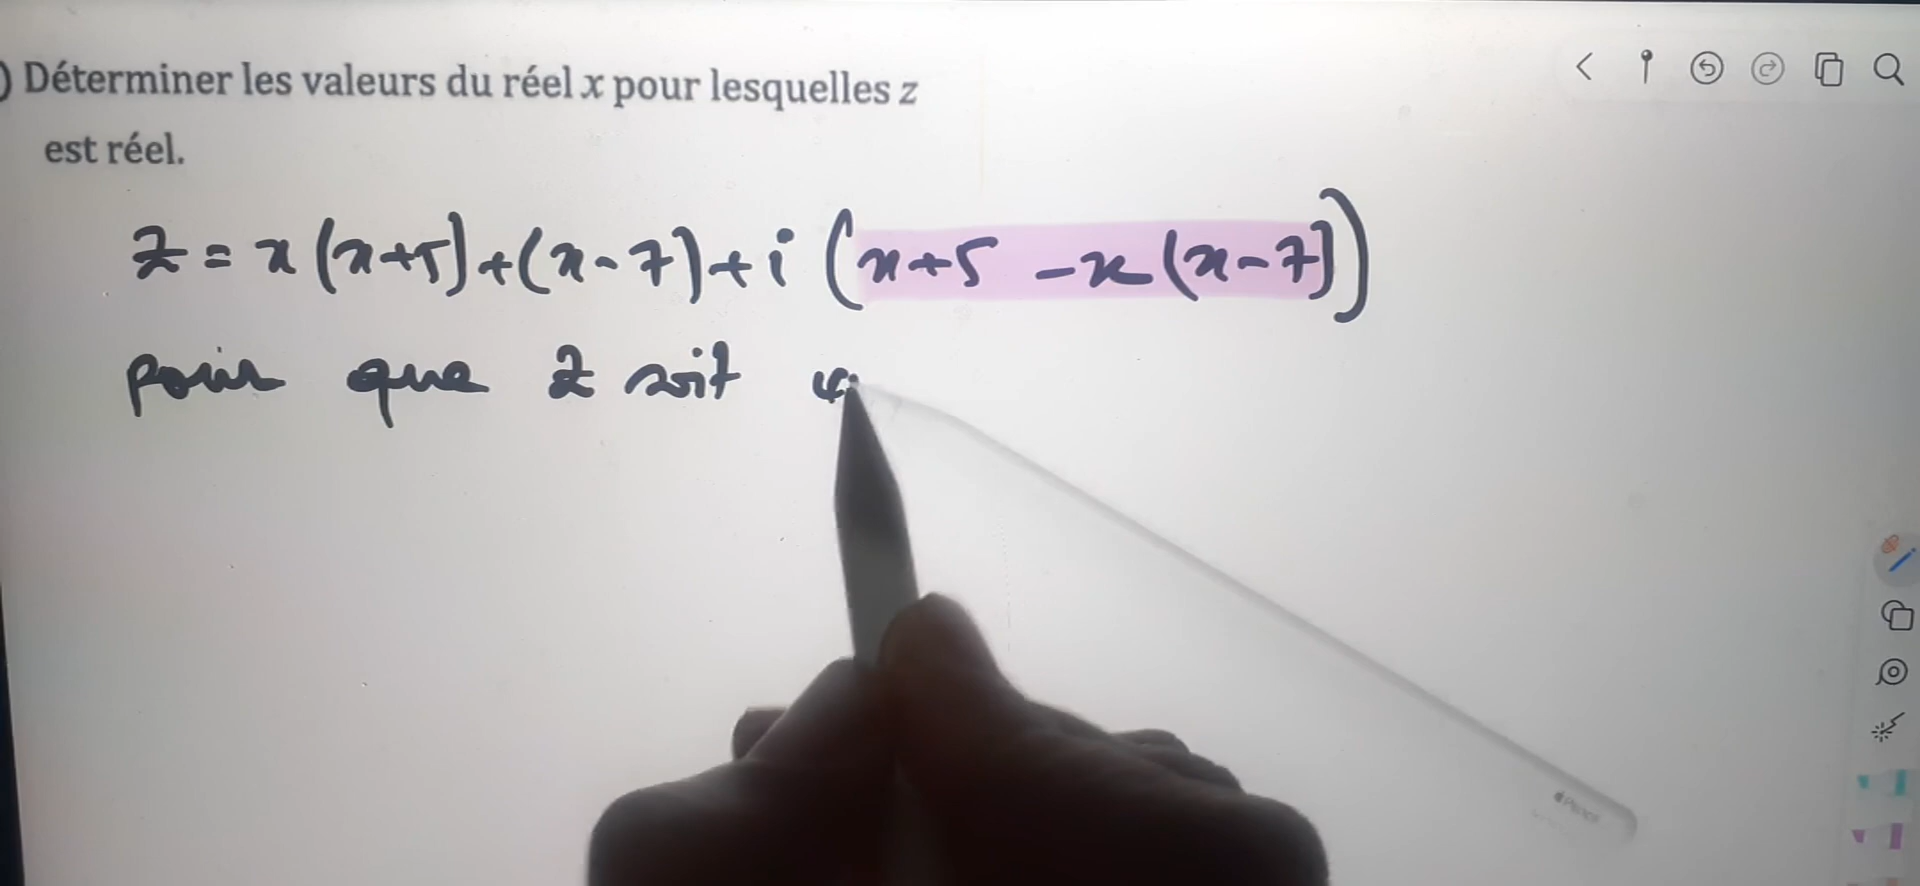 ) Déterminer les valeurs du réel x pour lesquelles z
est réel.
z = x(x+5)+(x-7)+i(x+5 -x(x-7))
pour que z soit